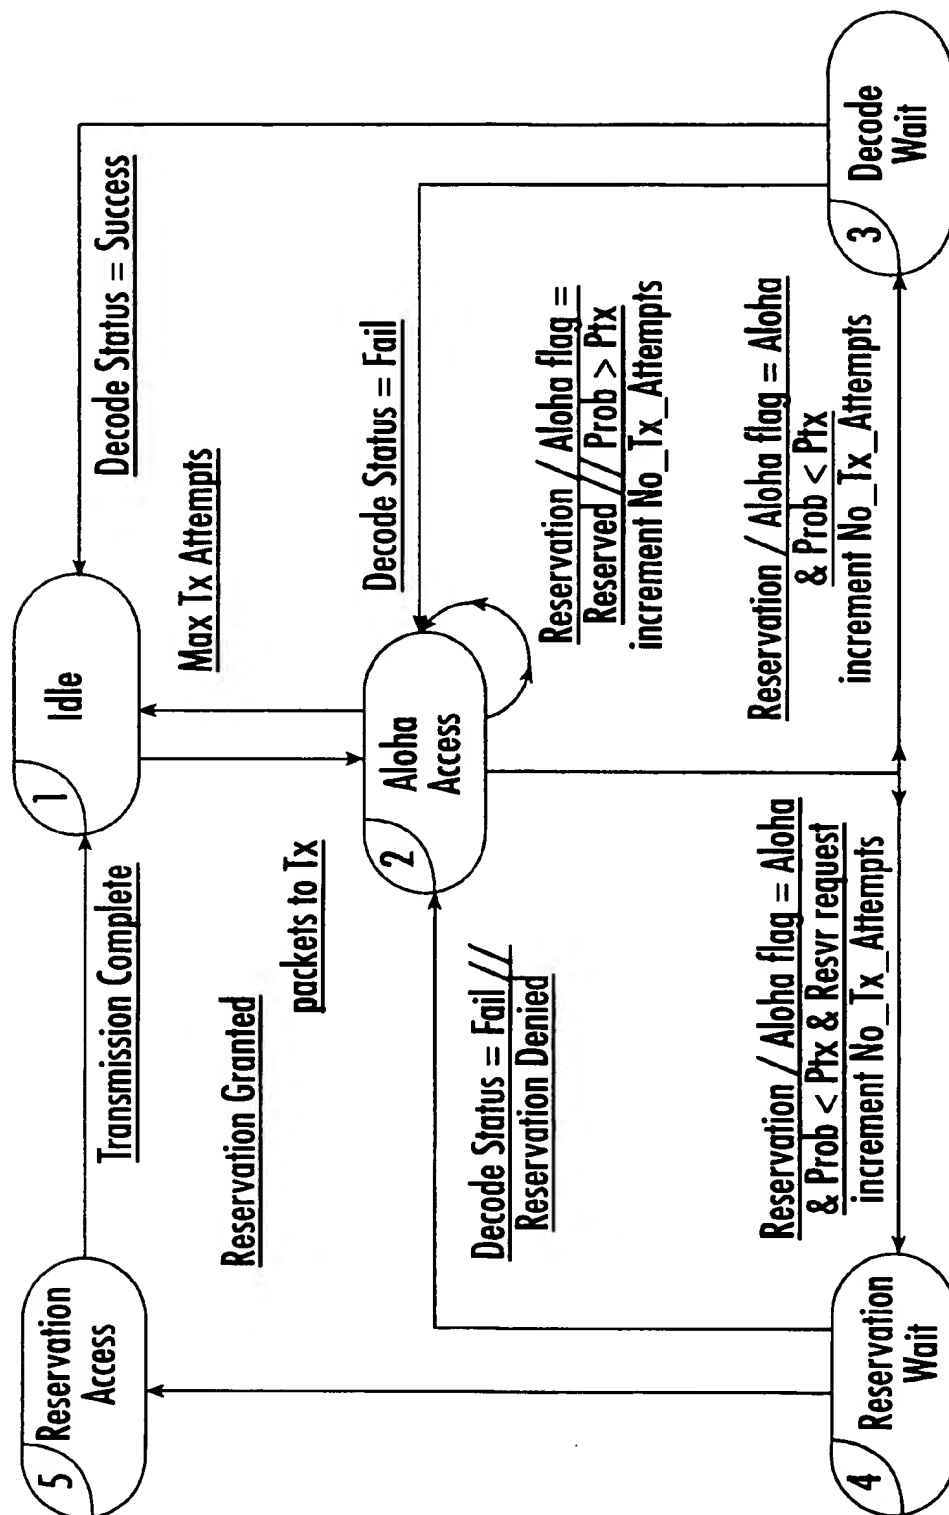 5
Reservation
Access
Transmission Complete
1
Idle
Decode Status = Success
Max Tx Attempts
Reservation Granted
packets to Tx
2
Aloha
Access
Decode Status = Fail
Decode Status = Fail //
Reservation Denied
Reservation / Aloha flag =
Reserved // Prob > Ptx
increment No_Tx_Attempts
Reservation / Aloha flag = Aloha
& Prob < Ptx & Resvr request
increment No_Tx_Attempts
Reservation / Aloha flag = Aloha
& Prob < Ptx
increment No_Tx_Attempts
4
Reservation
Wait
3
Decode
Wait